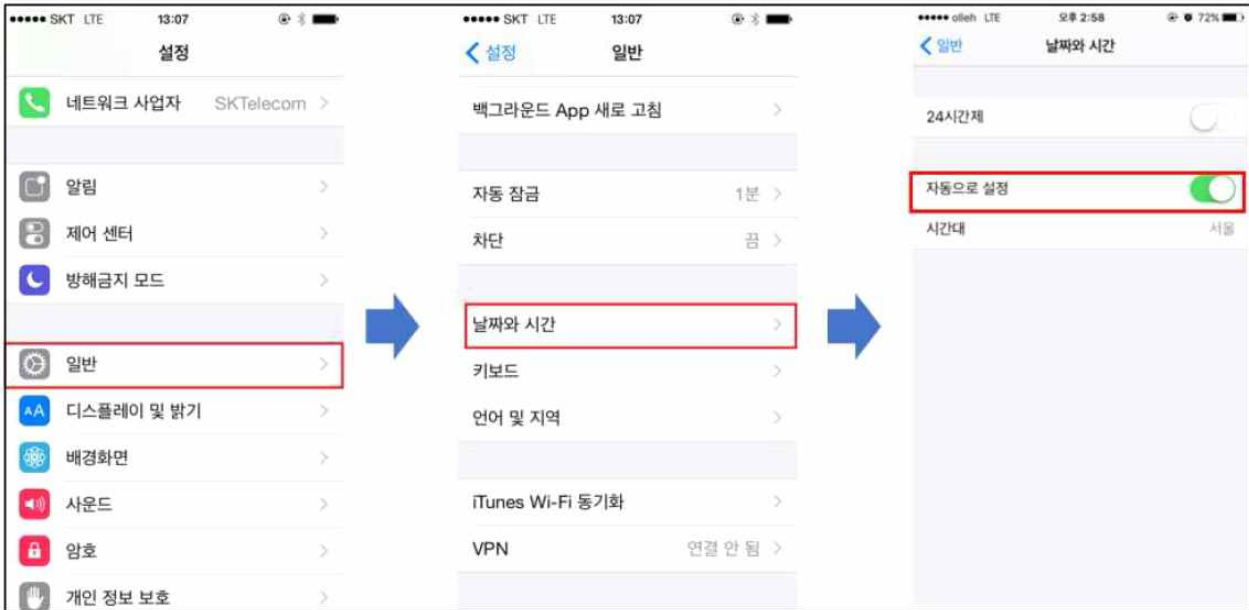 SKT LTE 13:07
설정
네트워크 사업자 SKTelecom
알림
제어 센터
방해금지 모드
일반
AA 디스플레이 및 밝기
배경화면
사운드
암호
개인 정보 보호
SKT LTE 13:07
설정 일반
백그라운드 App 새로 고침
자동 잠금 1분
차단 끔
날짜와 시간
키보드
언어 및 지역
iTunes Wi-Fi 동기화
VPN 연결 안 됨
olleh LTE 오후 2:58 72%
일반 날짜와 시간
24시간제
자동으로 설정
시간대 서울